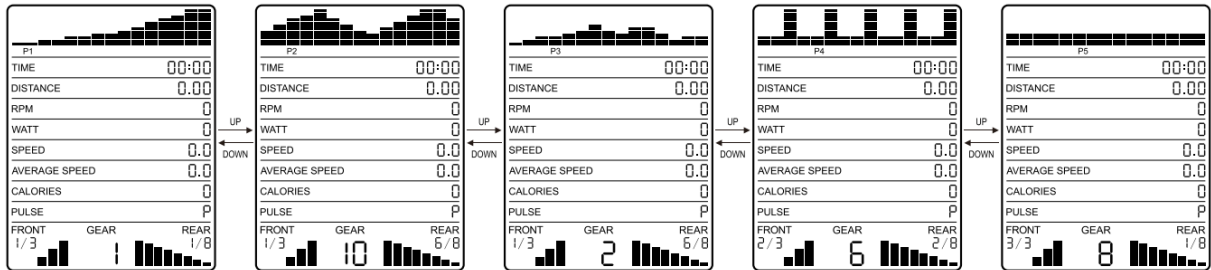 P1
TIME 00:00
DISTANCE 0.00
RPM 0
WATT 0
SPEED 0.0
AVERAGE SPEED 0.0
CALORIES 0
PULSE P
FRONT GEAR REAR
1/3 1 1/8
UP
DOWN
P2
TIME 00:00
DISTANCE 0.00
RPM 0
WATT 0
SPEED 0.0
AVERAGE SPEED 0.0
CALORIES 0
PULSE P
FRONT GEAR REAR
1/3 10 6/8
UP
DOWN
P3
TIME 00:00
DISTANCE 0.00
RPM 0
WATT 0
SPEED 0.0
AVERAGE SPEED 0.0
CALORIES 0
PULSE P
FRONT GEAR REAR
1/3 2 6/8
UP
DOWN
P4
TIME 00:00
DISTANCE 0.00
RPM 0
WATT 0
SPEED 0.0
AVERAGE SPEED 0.0
CALORIES 0
PULSE P
FRONT GEAR REAR
2/3 6 2/8
UP
DOWN
P5
TIME 00:00
DISTANCE 0.00
RPM 0
WATT 0
SPEED 0.0
AVERAGE SPEED 0.0
CALORIES 0
PULSE P
FRONT GEAR REAR
3/3 8 1/8